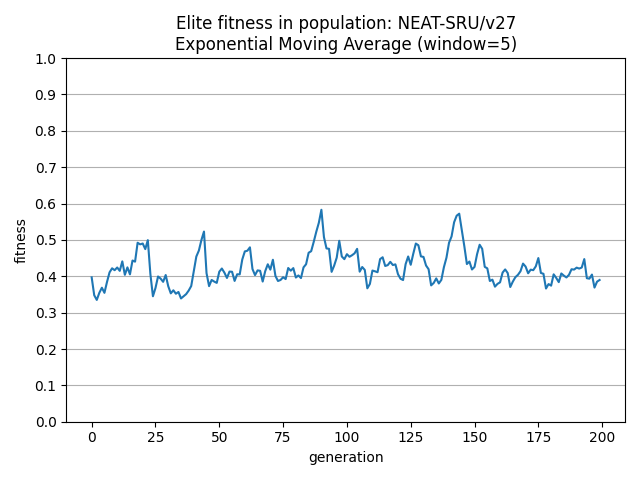 Elite fitness in population: NEAT-SRU/v27
Exponential Moving Average (window=5)
1.0
0.9
0.8
0.7
0.6
0.5
0.4
0.3
0.2
0.1
0.0
fitness
0 25 50 75 100 125 150 175 200
generation